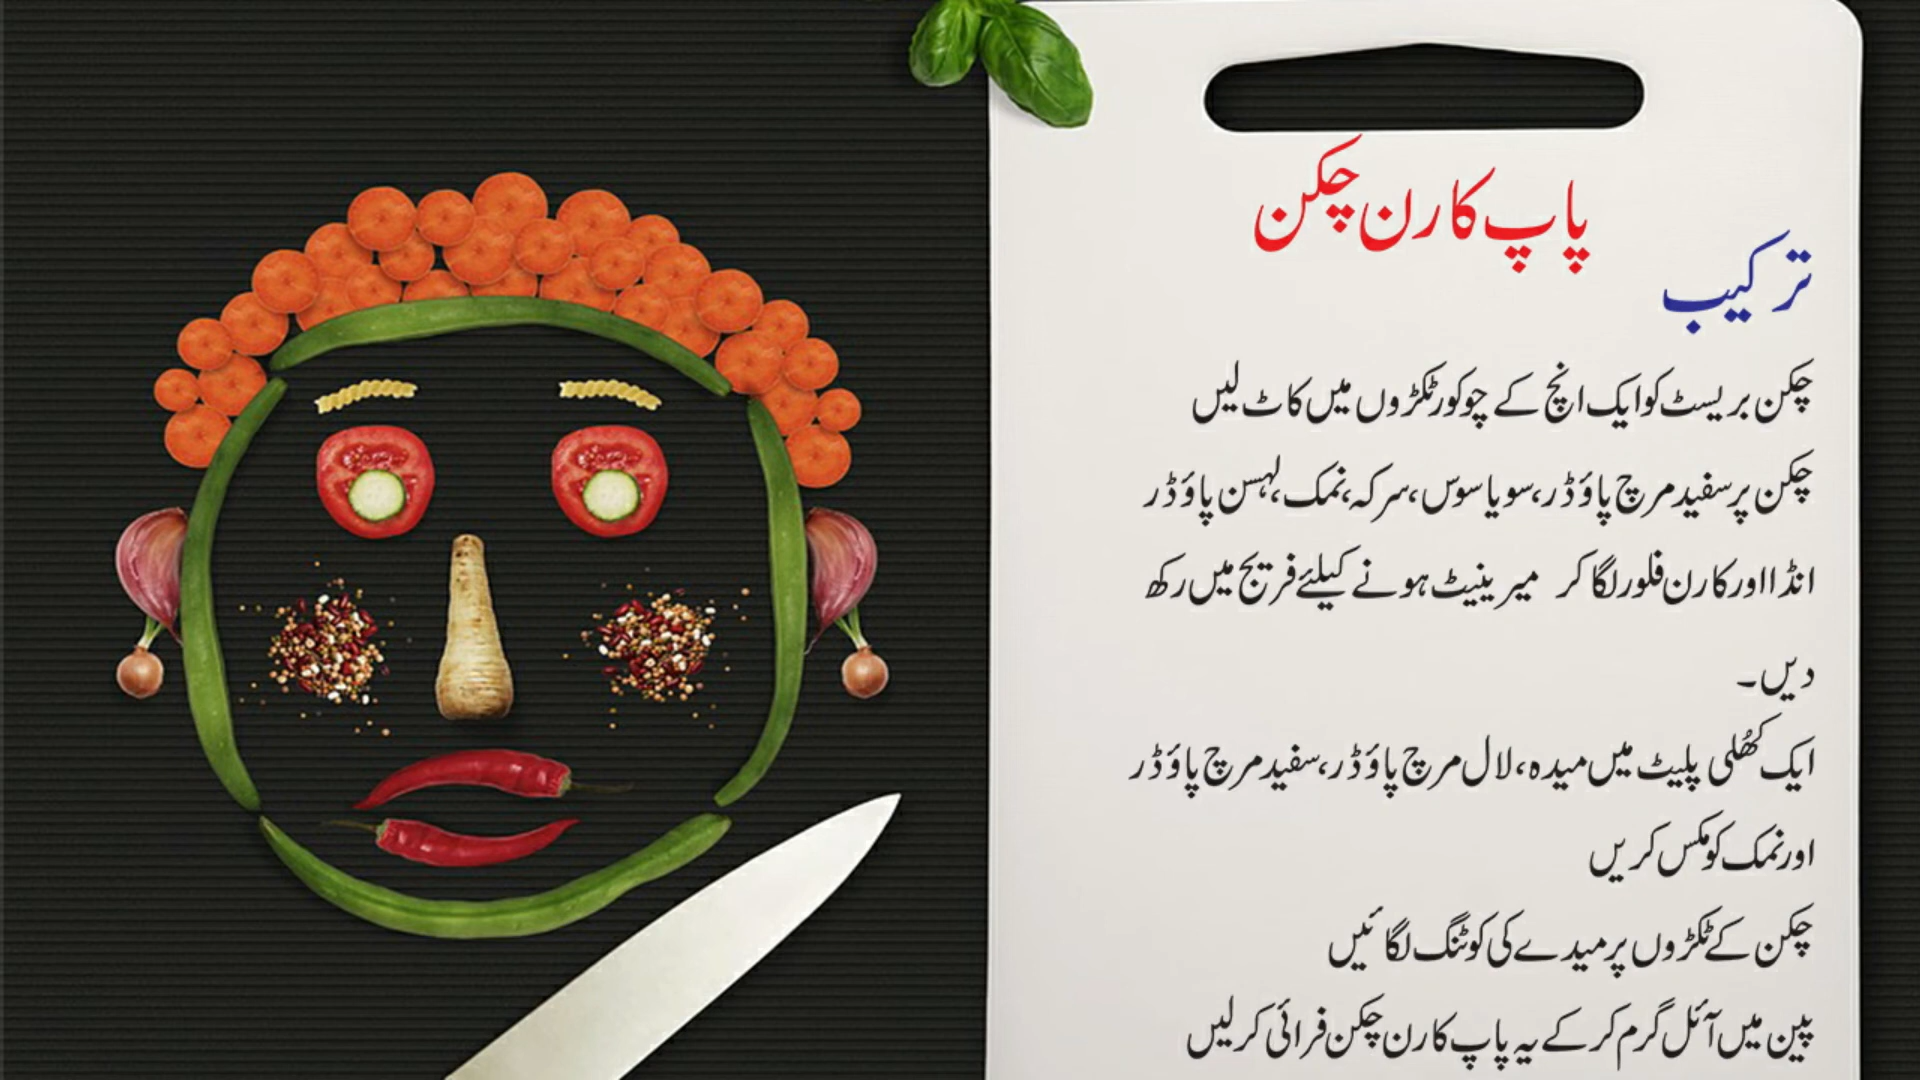 پاپ کارن چکن
ترکیب
چکن بریسٹ کو ایک انچ کے چوکور ٹکڑوں میں کاٹ لیں
چکن پر سفید مرچ پاؤڈر، سویا سوس، سرکہ، نمک، لہسن پاؤڈر
انڈا اور کارن فلور لگا کر میرینیٹ ہونے کیلئے فریج میں رکھ
دیں۔
ایک کھُلی پلیٹ میں میدہ، لال مرچ پاؤڈر، سفید مرچ پاؤڈر
اور نمک کو مکس کریں
چکن کے ٹکڑوں پر میدے کی کوٹنگ لگائیں
پین میں آئل گرم کر کے یہ پاپ کارن چکن فرائی کر لیں